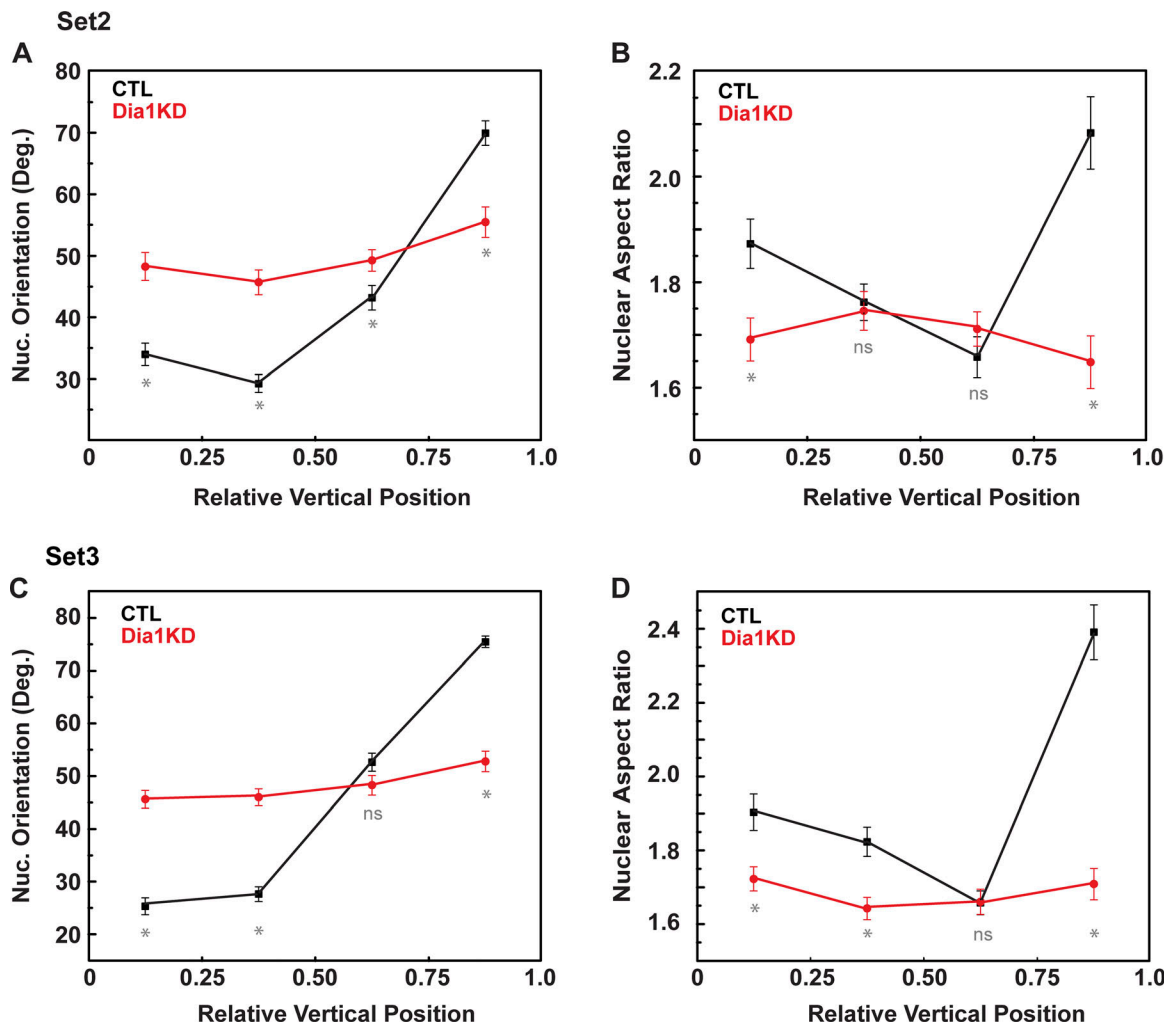 Set2
A
B
Nuc. Orientation (Deg.)
80
70
60
50
40
30
CTL
Dia1KD
*
*
*
*
0
0.25
0.50
0.75
1.0
Relative Vertical Position
Nuclear Aspect Ratio
2.2
2.0
1.8
1.6
CTL
Dia1KD
*
ns
ns
*
0
0.25
0.50
0.75
1.0
Relative Vertical Position
Set3
C
D
Nuc. Orientation (Deg.)
80
70
60
50
40
30
20
CTL
Dia1KD
*
*
ns
*
0
0.25
0.50
0.75
1.0
Relative Vertical Position
Nuclear Aspect Ratio
2.4
2.2
2.0
1.8
1.6
CTL
Dia1KD
*
*
ns
*
0
0.25
0.50
0.75
1.0
Relative Vertical Position